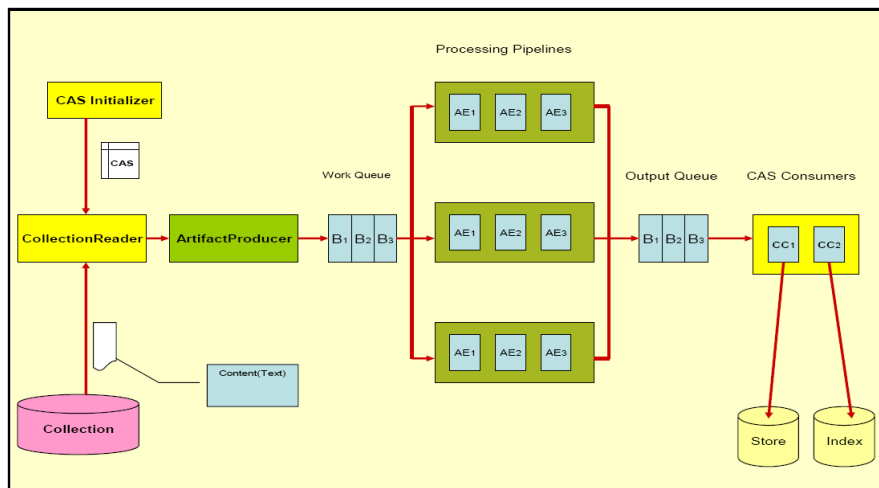 Processing Pipelines
CAS Initializer
AE1 AE2 AE3
CAS
Work Queue
Output Queue
CAS Consumers
CollectionReader
ArtifactProducer
B1 B2 B3
AE1 AE2 AE3
B1 B2 B3
CC1 CC2
AE1 AE2 AE3
Content(Text)
Collection
Store
Index